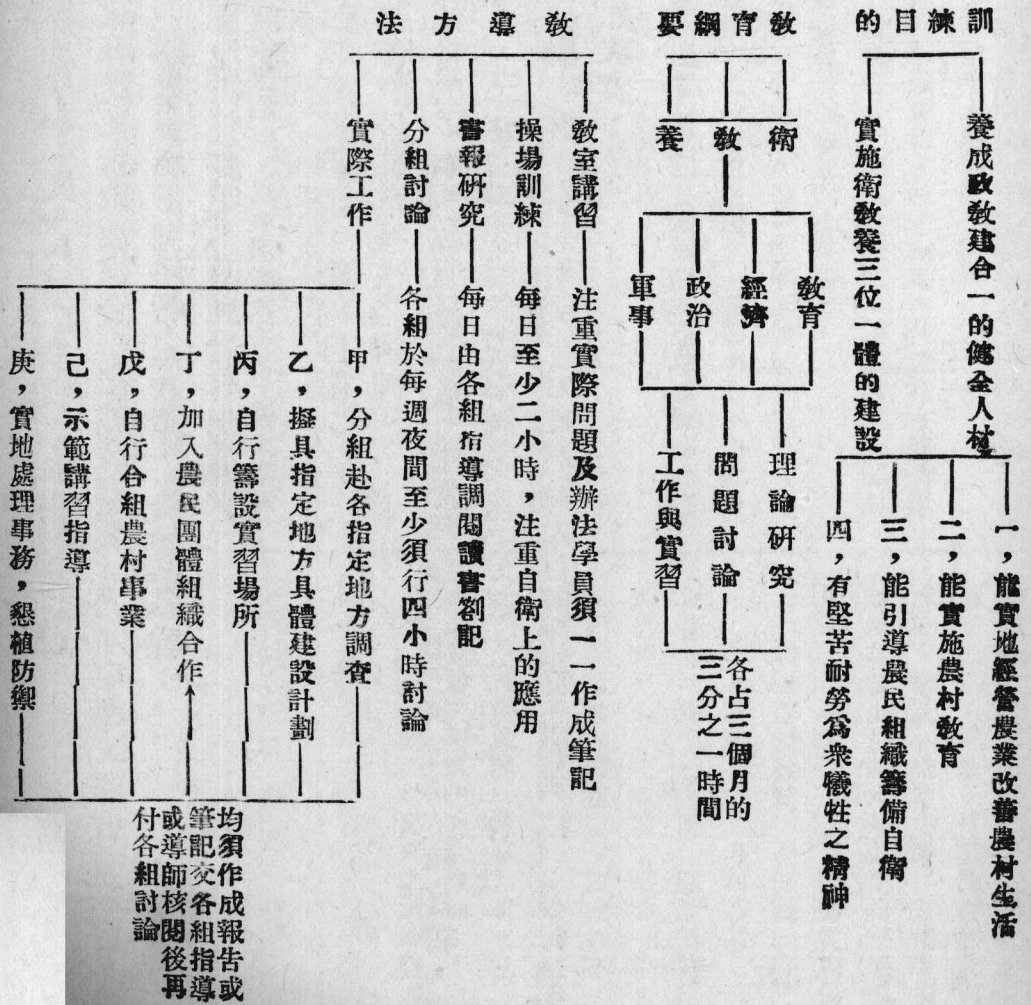 訓練目的
養成政教建合一的健全人材
實施衛教養三位一體的建設
一,能實地經營農業改善農村生活
二,能實施農村教育
三,能引導農民組織籌備自衛
四,有堅苦耐勞為衆犧牲之精神
教育綱要
衛
教
養
教育
經濟
政治
軍事
理論研究
問題討論
工作與實習
各占三個月的
三分之一時間
教導方法
教室講習
注重實際問題及辦法學員須一一作成筆記
操場訓練
每日至少二小時,注重自衛上的應用
書報研究
每日由各組指導調閱讀書劄記
分組討論
各組於每週夜間至少須行四小時討論
實際工作
甲,分組赴各指定地方調查
乙,擬具指定地方具體建設計劃
丙,自行籌設實習場所
丁,加入農民團體組織合作
戊,自行合組農村事業
己,示範講習指導
庚,實地處理事務,懇植防禦
均須作成報告或
筆記交各組指導
或導師核閱後再
付各組討論